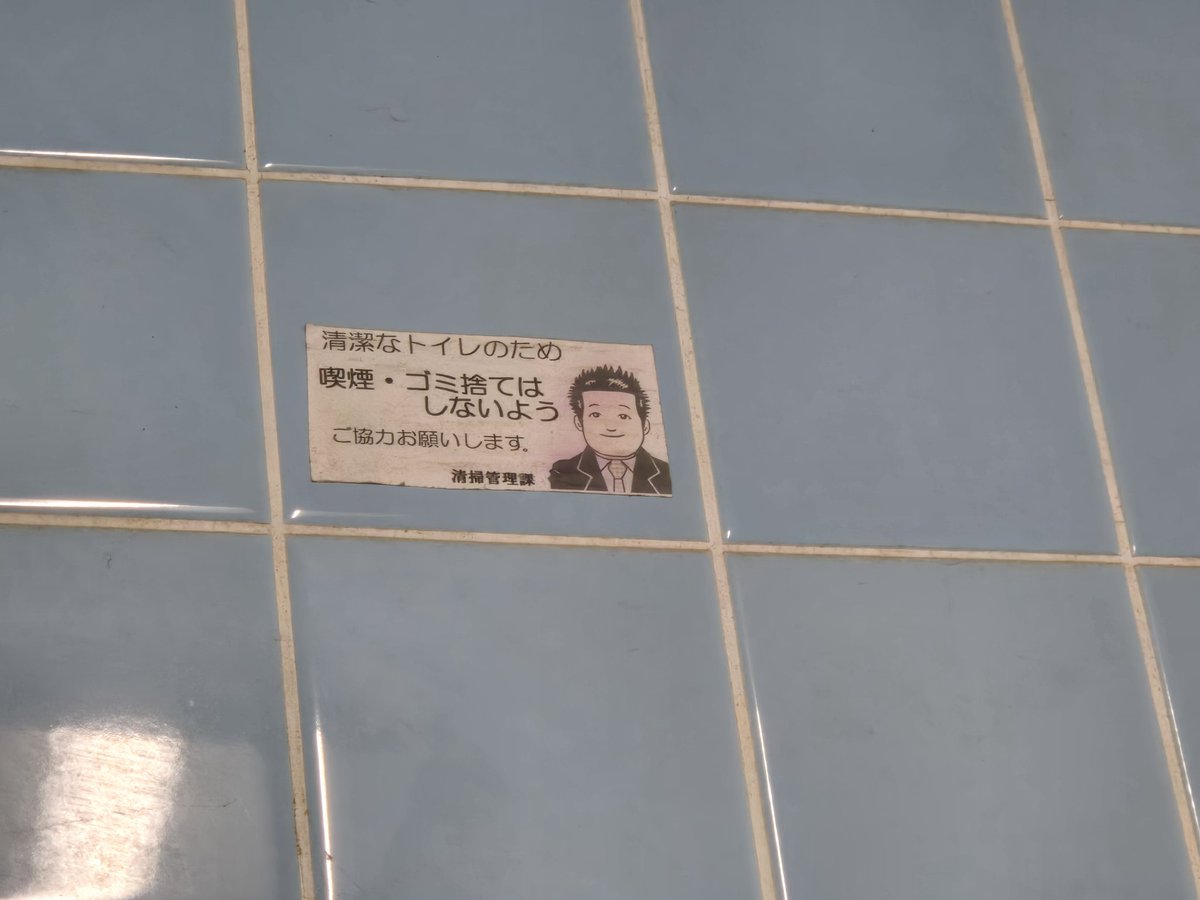 清潔なトイレのため
喫煙・ゴミ捨ては
しないよう
ご協力お願いします。
清掃管理課